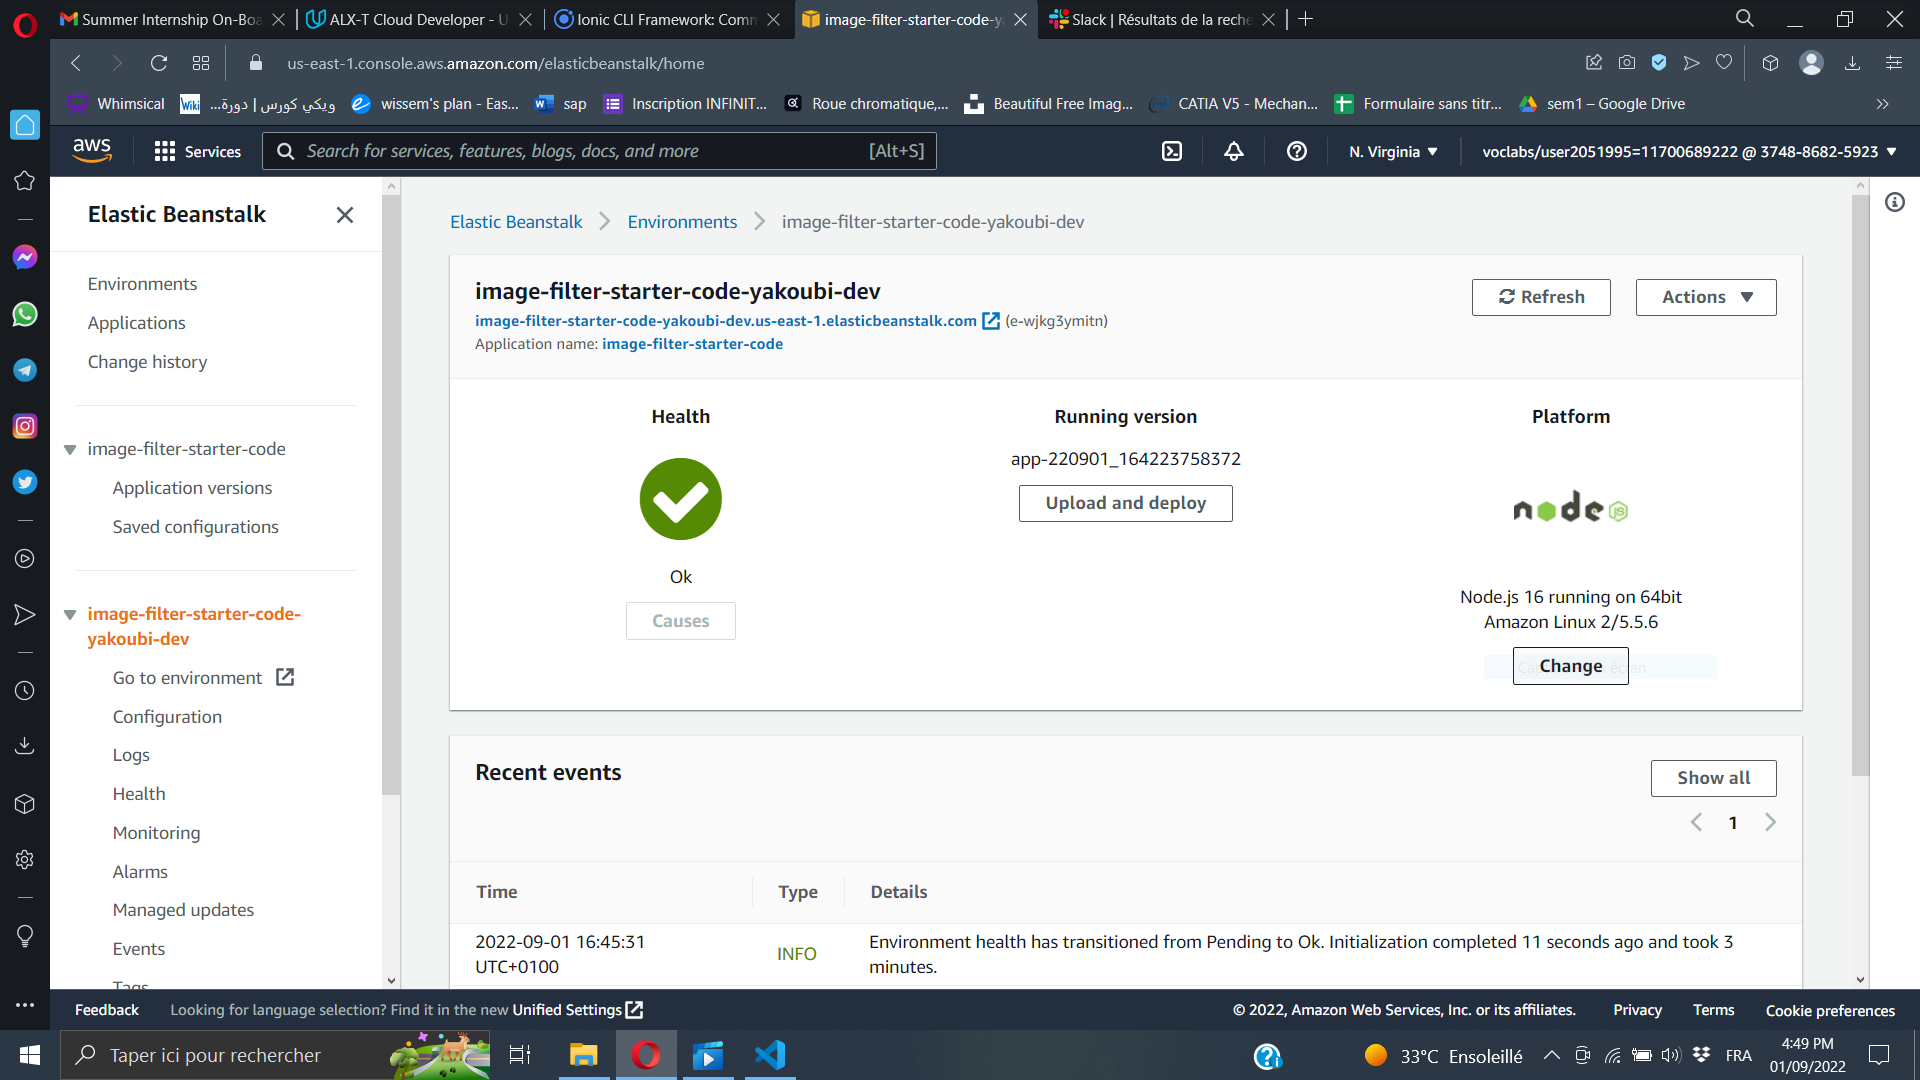 Summer Internship On-Boa
ALX-T Cloud Developer - U
Ionic CLI Framework: Comm
image-filter-starter-code-y
Slack | Résultats de la reche
us-east-1.console.aws.amazon.com/elasticbeanstalk/home
Whimsical
ويكي كورس | دورة...
wissem's plan - Eas...
sap
Inscription INFINIT...
Roue chromatique,...
Beautiful Free Imag...
CATIA V5 - Mechan...
Formulaire sans titr...
sem1 – Google Drive
aws
Services
Search for services, features, blogs, docs, and more
[Alt+S]
N. Virginia
voclabs/user2051995=11700689222 @ 3748-8682-5923
Elastic Beanstalk
Environments
Applications
Change history
image-filter-starter-code
Application versions
Saved configurations
image-filter-starter-code-
yakoubi-dev
Go to environment
Configuration
Logs
Health
Monitoring
Alarms
Managed updates
Events
Tags
Elastic Beanstalk
Environments
image-filter-starter-code-yakoubi-dev
image-filter-starter-code-yakoubi-dev
image-filter-starter-code-yakoubi-dev.us-east-1.elasticbeanstalk.com (e-wjkg3ymitn)
Application name: image-filter-starter-code
Refresh
Actions
Health
Ok
Causes
Running version
app-220901_164223758372
Upload and deploy
Platform
node JS
Node.js 16 running on 64bit
Amazon Linux 2/5.5.6
Change
Recent events
Show all
1
Time
Type
Details
2022-09-01 16:45:31
UTC+0100
INFO
Environment health has transitioned from Pending to Ok. Initialization completed 11 seconds ago and took 3
minutes.
Feedback
Looking for language selection? Find it in the new Unified Settings
© 2022, Amazon Web Services, Inc. or its affiliates.
Privacy
Terms
Cookie preferences
Taper ici pour rechercher
33°C Ensoleillé
FRA
4:49 PM
01/09/2022